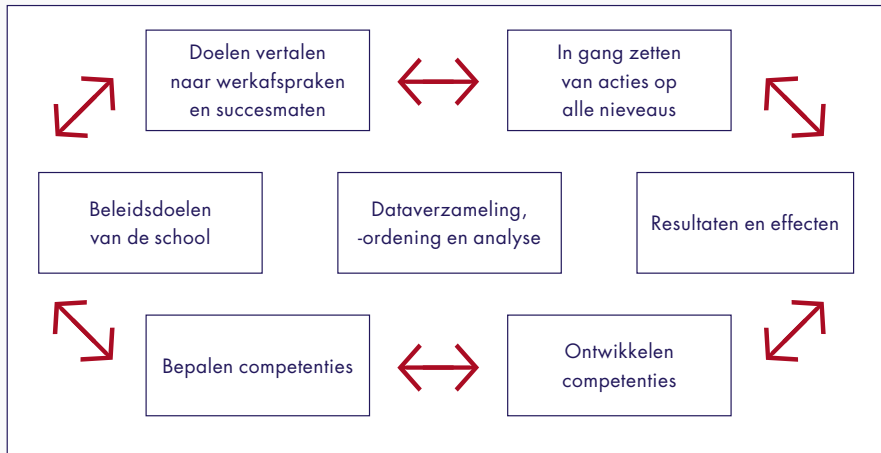 Doelen vertalen
naar werkafspraken
en succesmaten
In gang zetten
van acties op
alle nieveaus
Beleidsdoelen
van de school
Dataverzameling,
-ordening en analyse
Resultaten en effecten
Bepalen competenties
Ontwikkelen
competenties